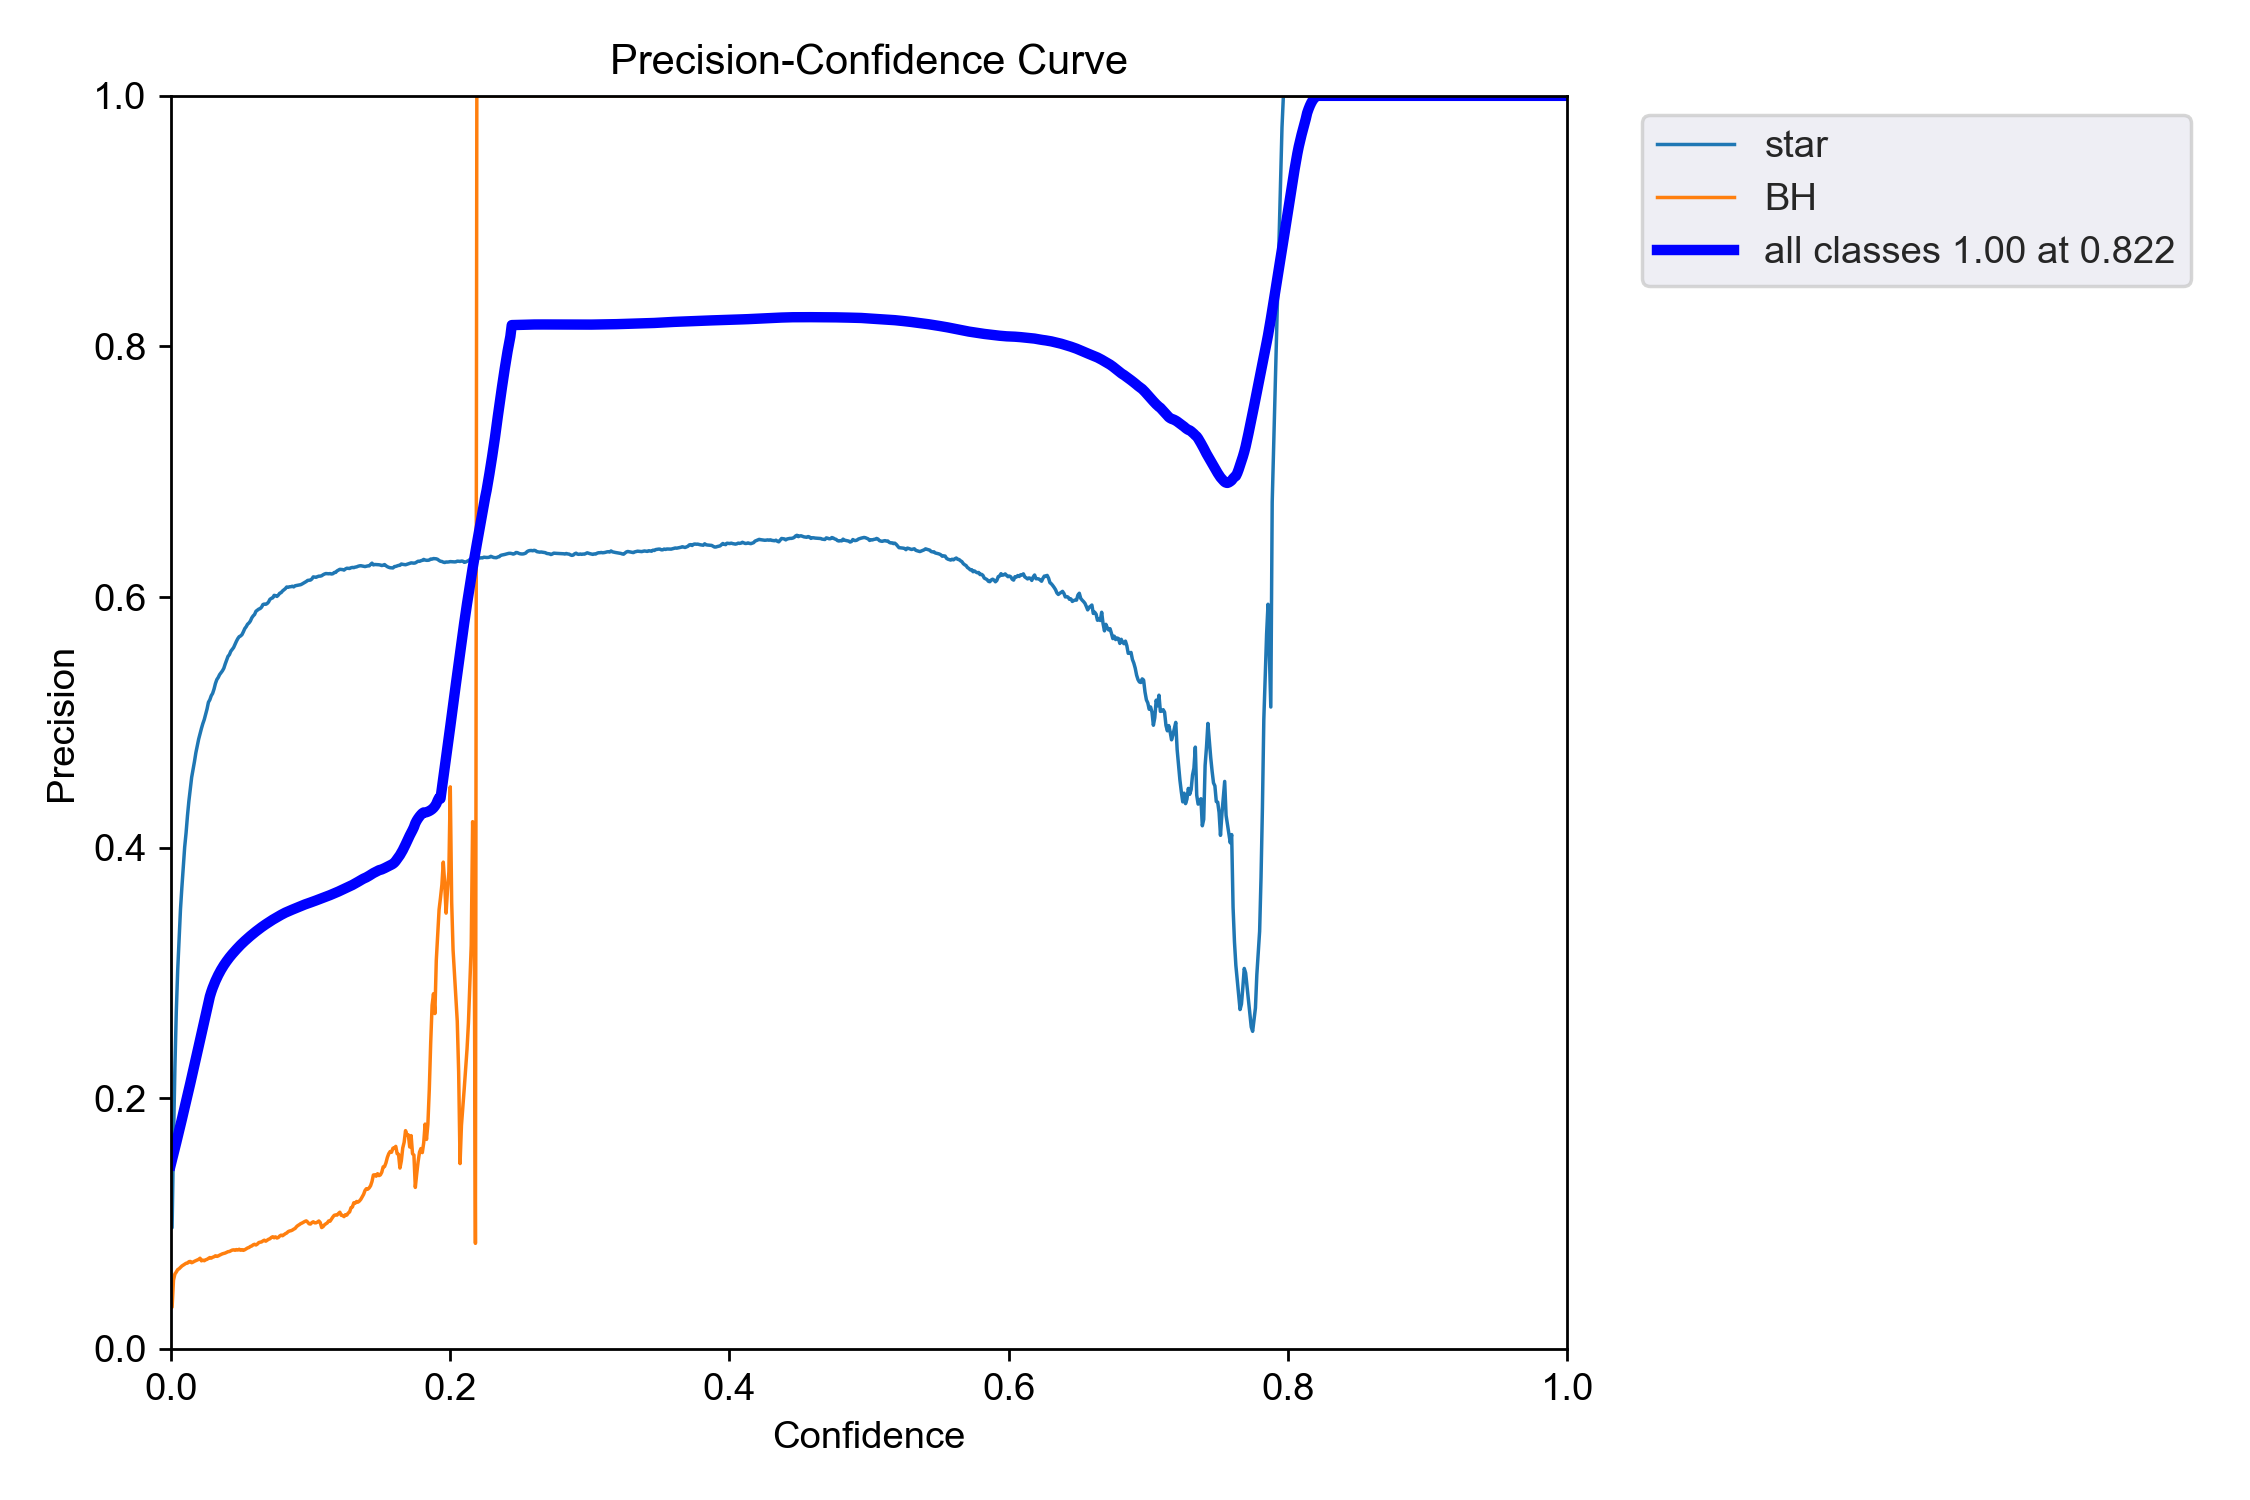 Precision-Confidence Curve
1.0
0.8
0.6
0.4
0.2
0.0
Precision
0.0 0.2 0.4 0.6 0.8 1.0
Confidence
star
BH
all classes 1.00 at 0.822